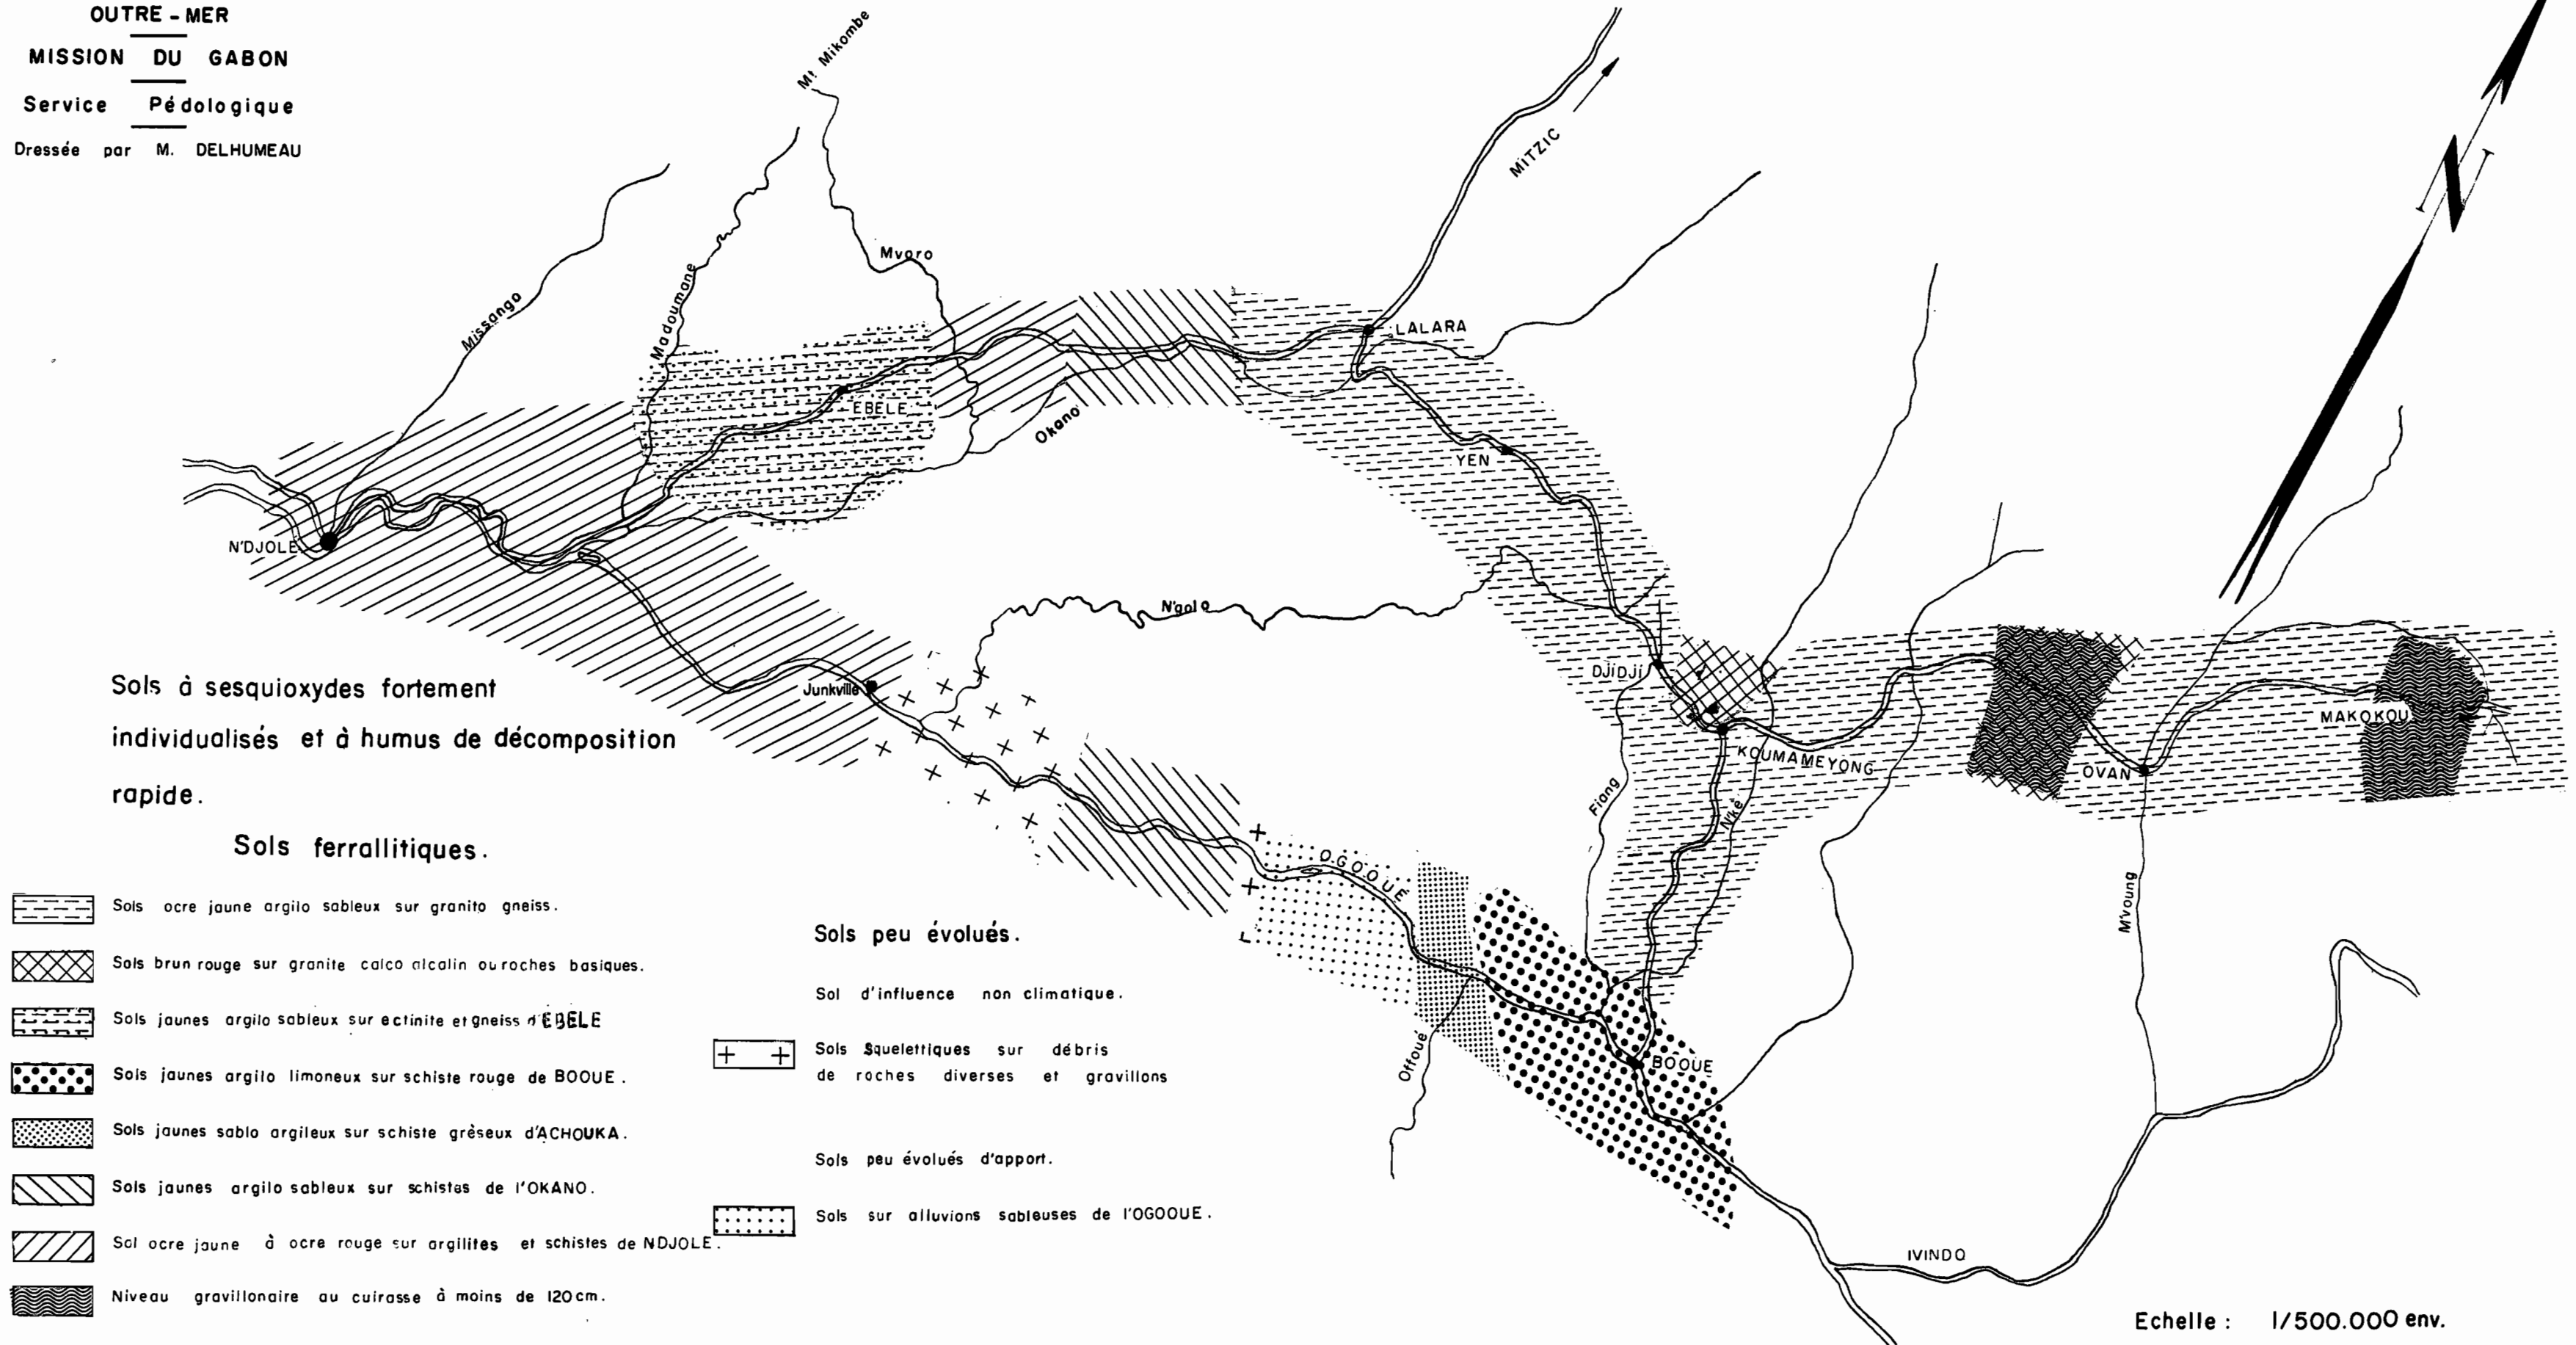 OUTRE-MER
MISSION DU GABON
Service Pédologique
Dressée par M. DELHUMEAU
Mt Mikombe
MITZIC
N
Missanga
Madoumane
Mvoro
LALARA
EBELE
Okano
YEN
N'DJOLE
N'golo
DJIDJI
Junkville
KOUMAMEYONG
OVAN
MAKOKOU
Fiang
N'ké
OGOOUE
M'voung
Offoué
BOOUE
IVINDO
Sols à sesquioxydes fortement
individualisés et à humus de décomposition
rapide.
Sols ferrallitiques.
Sols ocre jaune argilo sableux sur granito gneiss.
Sols brun rouge sur granite calco alcalin ou roches basiques.
Sols jaunes argilo sableux sur ectinite et gneiss d'EBELE
Sols jaunes argilo limoneux sur schiste rouge de BOOUE.
Sols jaunes sablo argileux sur schiste grèseux d'ACHOUKA.
Sols jaunes argilo sableux sur schistes de l'OKANO.
Sol ocre jaune à ocre rouge sur argilites et schistes de NDJOLE.
Niveau gravillonaire au cuirasse à moins de 120cm.
Sols peu évolués.
Sol d'influence non climatique.
Sols Squelettiques sur débris
de roches diverses et gravillons
Sols peu évolués d'apport.
Sols sur alluvions sableuses de l'OGOOUE.
Echelle : 1/500.000 env.